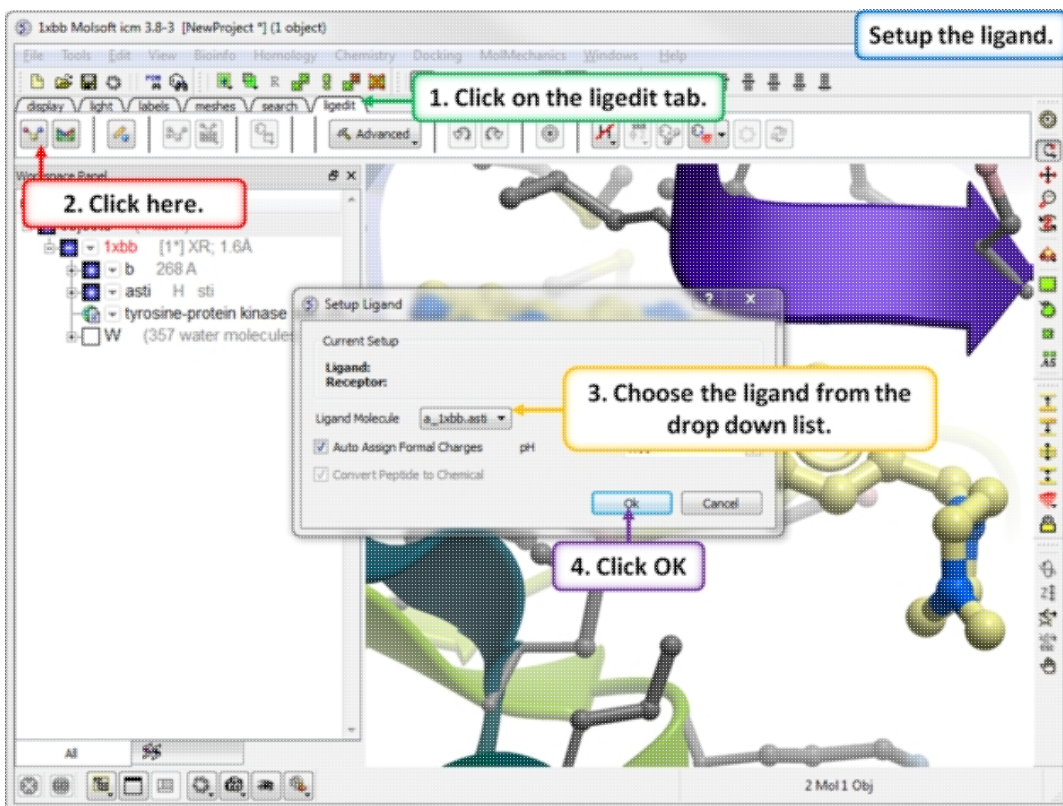 1xbb Molsoft icm 3.8-3 [NewProject *] (1 object)
Setup the ligand.
File Tools Edit View Bioinfo Homology Chemistry Docking MolMechanics Windows Help
display light labels meshes search ligedit
1. Click on the ligedit tab.
Advanced
2. Click here.
1xbb [1*] XR; 1.6Å
b 268 A
asti H sti
tyrosine-protein kinase
W (357 water molecules
Setup Ligand
Current Setup
Ligand:
Receptor:
3. Choose the ligand from the
drop down list.
Ligand Molecule a_1xbb.asti
Auto Assign Formal Charges pH
Convert Peptide to Chemical
Ok Cancel
4. Click OK
All
2 Mol 1 Obj